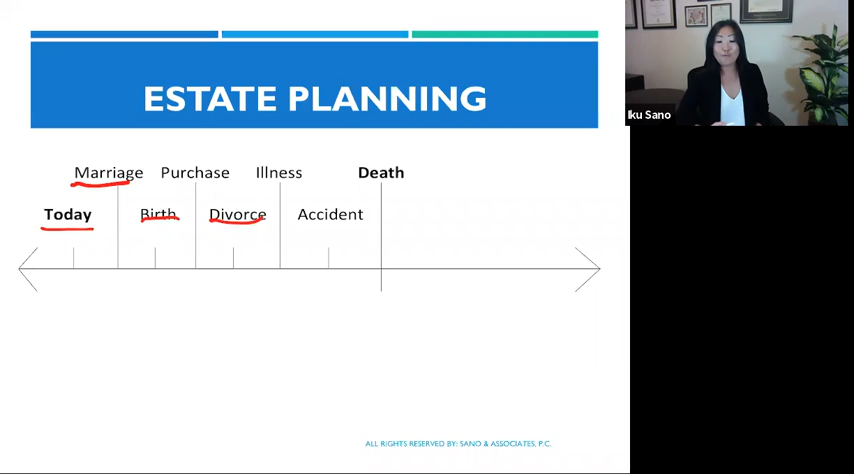 ESTATE PLANNING
Marriage Purchase Illness Death
Today Birth Divorce Accident
ALL RIGHTS RESERVED BY: SANO & ASSOCIATES, P.C.
Iku Sano